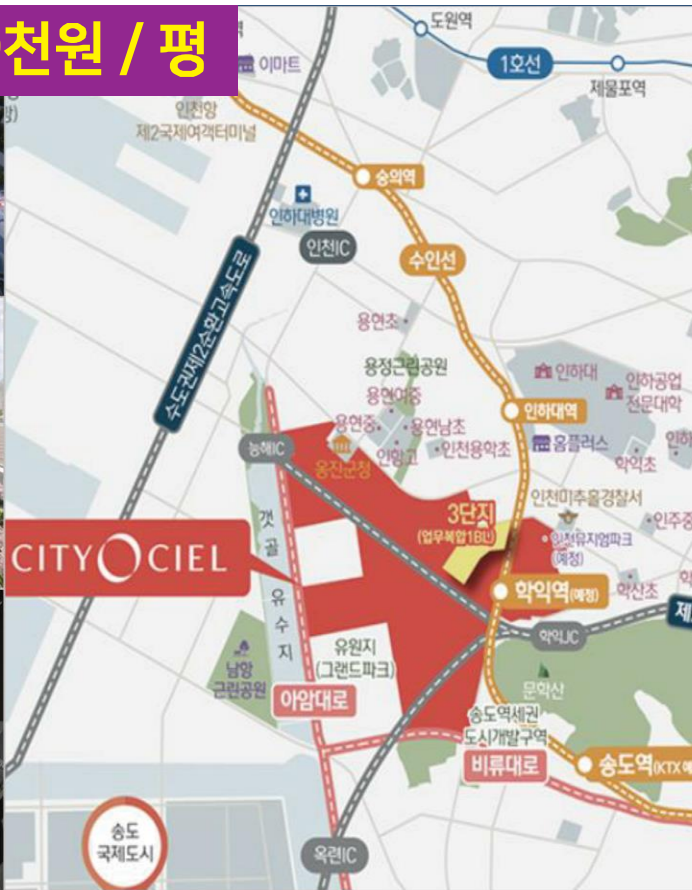 천원 / 평
이마트
도원역
1호선
제물포역
인천항
제2국제여객터미널
숭의역
인하대병원
인천IC
수인선
수도권제2순환고속도로
용현초
용정근린공원
용현여중
용현중
용현남초
인항고
인천용학초
인하대
인하공업
전문대학
인하대역
홈플러스
학익초
능해IC
옹진군청
3단지
(업무복합1BL)
인천미추홀경찰서
인주중
인천뮤지엄파크
(예정)
갯골 유수지
CITY CIEL
학익역(예정)
학산초
학익JC
유원지
(그랜드파크)
남항
근린공원
아암대로
문학산
송도역세권
도시개발구역
비류대로
송도역(KTX
송도
국제도시
옥련IC